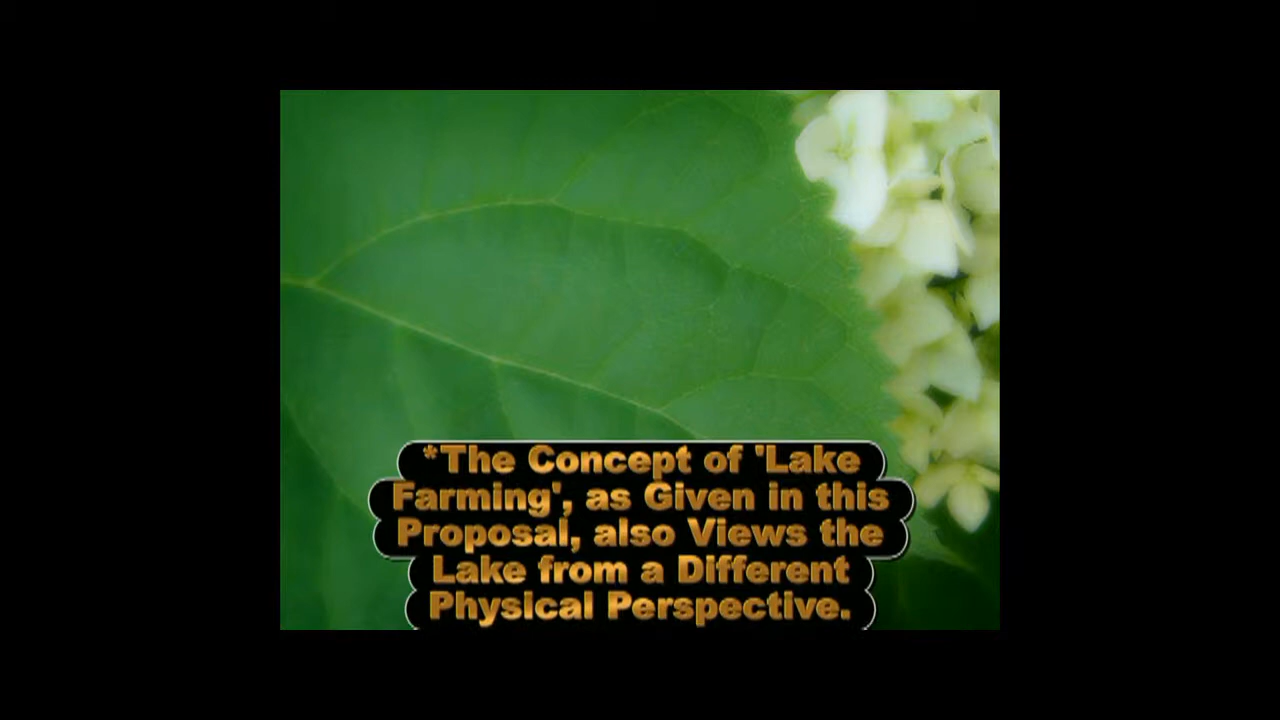 *The Concept of 'Lake
Farming', as Given in this
Proposal, also Views the
Lake from a Different
Physical Perspective.